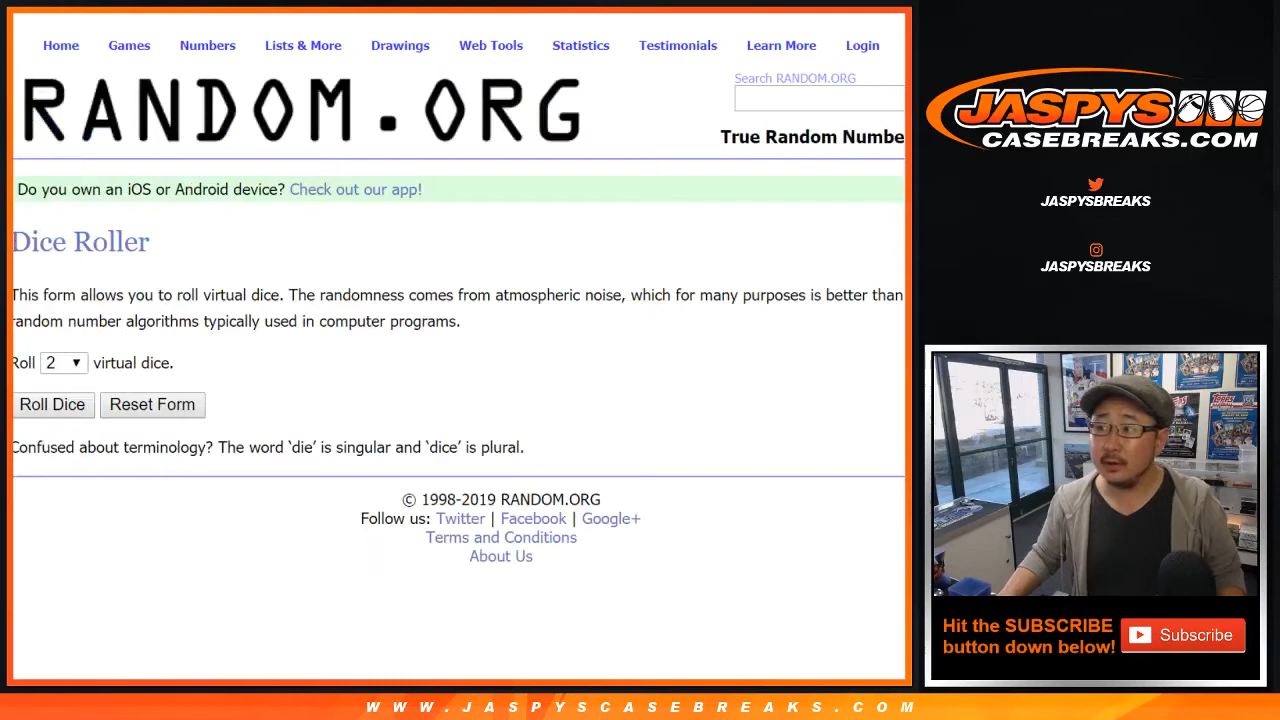 Home Games Numbers Lists & More Drawings Web Tools Statistics Testimonials Learn More Login
RANDOM.ORG
Search RANDOM.ORG
True Random Numbe
Do you own an iOS or Android device? Check out our app!
Dice Roller
This form allows you to roll virtual dice. The randomness comes from atmospheric noise, which for many purposes is better than
random number algorithms typically used in computer programs.
Roll 2 virtual dice.
Roll Dice Reset Form
Confused about terminology? The word ‘die’ is singular and ‘dice’ is plural.
© 1998-2019 RANDOM.ORG
Follow us: Twitter | Facebook | Google+
Terms and Conditions
About Us
JASPYS
CASEBREAKS.COM
JASPYSBREAKS
JASPYSBREAKS
Topps
Hit the SUBSCRIBE
button down below!
Subscribe
WWW.JASPYSCASEBREAKS.COM